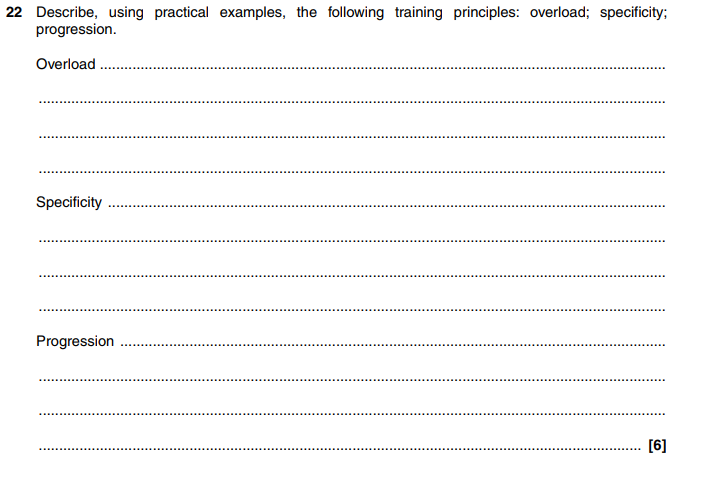 22 Describe, using practical examples, the following training principles: overload; specificity;
progression.
Overload ................................................................................................................................
................................................................................................................................
................................................................................................................................
................................................................................................................................
Specificity ................................................................................................................................
................................................................................................................................
................................................................................................................................
................................................................................................................................
Progression ................................................................................................................................
................................................................................................................................
................................................................................................................................
................................................................................................................................ [6]